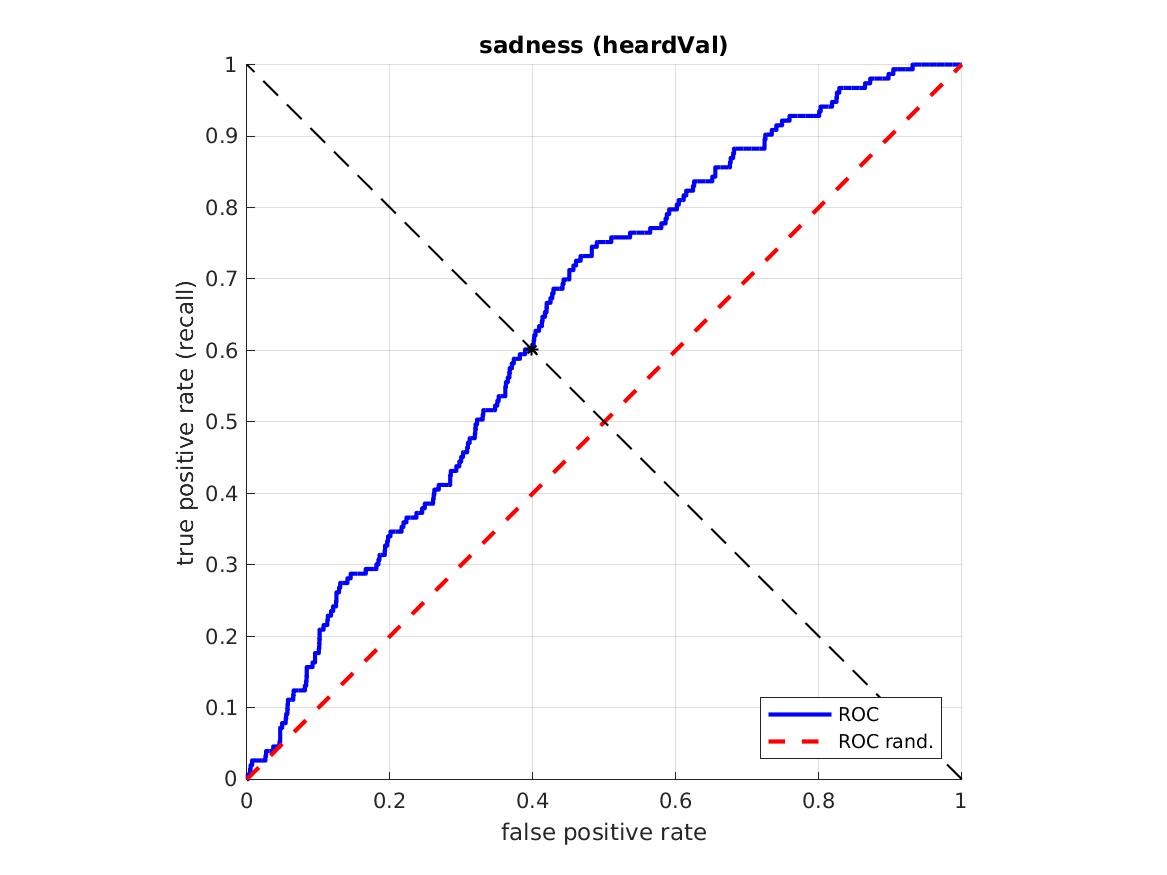 sadness (heardVal)
1
0.9
0.8
0.7
0.6
0.5
0.4
0.3
0.2
0.1
0
true positive rate (recall)
0 0.2 0.4 0.6 0.8 1
false positive rate
ROC
ROC rand.